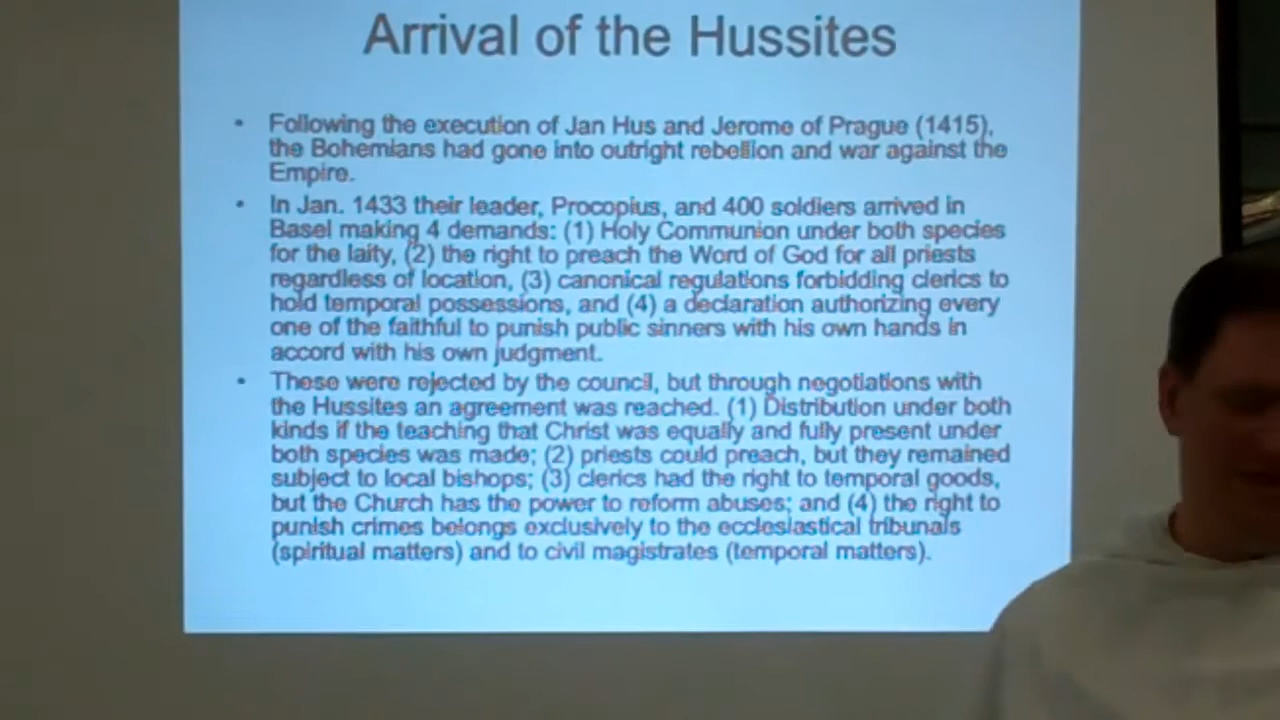 Arrival of the Hussites
• Following the execution of Jan Hus and Jerome of Prague (1415),
the Bohemians had gone into outright rebellion and war against the
Empire.
• In Jan. 1433 their leader, Procopius, and 400 soldiers arrived in
Basel making 4 demands: (1) Holy Communion under both species
for the laity, (2) the right to preach the Word of God for all priests
regardless of location, (3) canonical regulations forbidding clerics to
hold temporal possessions, and (4) a declaration authorizing every
one of the faithful to punish public sinners with his own hands in
accord with his own judgment.
• These were rejected by the council, but through negotiations with
the Hussites an agreement was reached. (1) Distribution under both
kinds if the teaching that Christ was equally and fully present under
both species was made; (2) priests could preach, but they remained
subject to local bishops; (3) clerics had the right to temporal goods,
but the Church has the power to reform abuses; and (4) the right to
punish crimes belongs exclusively to the ecclesiastical tribunals
(spiritual matters) and to civil magistrates (temporal matters).